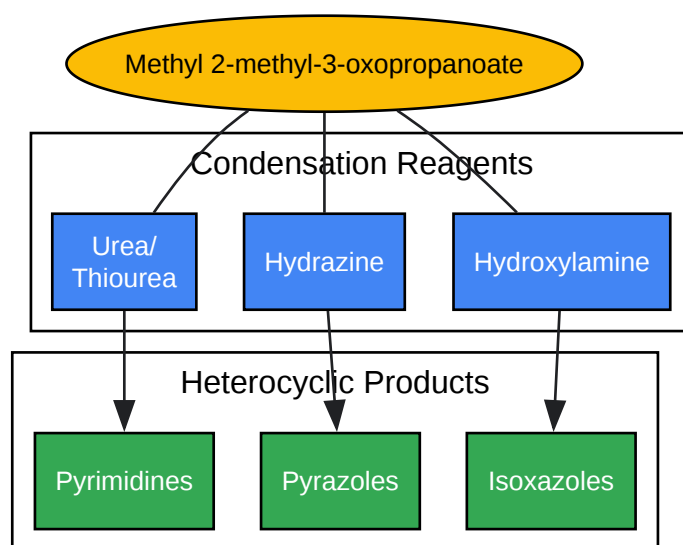 Methyl 2-methyl-3-oxopropanoate
Condensation Reagents
Urea/
Thiourea
Hydrazine
Hydroxylamine
Heterocyclic Products
Pyrimidines
Pyrazoles
Isoxazoles